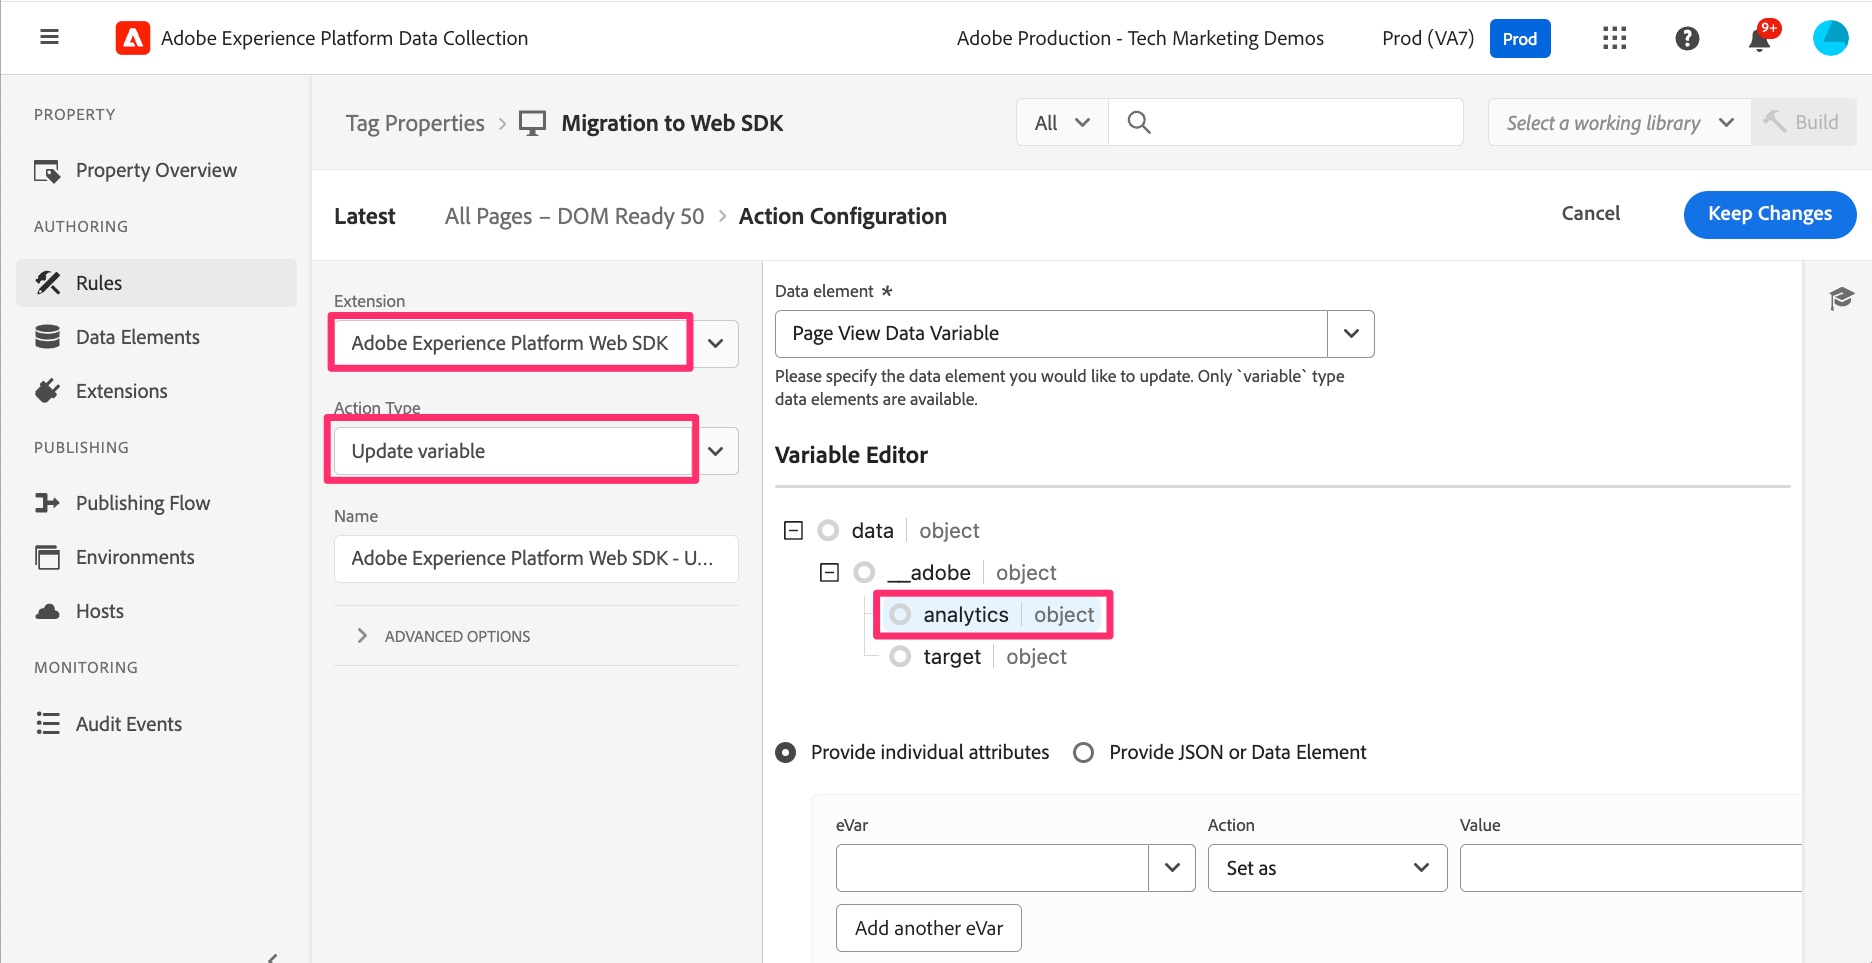 Adobe Experience Platform Data Collection
Adobe Production - Tech Marketing Demos
Prod (VA7)
Prod
9+
PROPERTY
Property Overview
AUTHORING
Rules
Data Elements
Extensions
PUBLISHING
Publishing Flow
Environments
Hosts
MONITORING
Audit Events
Tag Properties
Migration to Web SDK
All
Select a working library
Build
Latest
All Pages – DOM Ready 50
Action Configuration
Cancel
Keep Changes
Extension
Adobe Experience Platform Web SDK
Action Type
Update variable
Name
Adobe Experience Platform Web SDK - U...
ADVANCED OPTIONS
Data element *
Page View Data Variable
Please specify the data element you would like to update. Only `variable` type
data elements are available.
Variable Editor
data object
__adobe object
analytics object
target object
Provide individual attributes
Provide JSON or Data Element
eVar Action Value
Set as
Add another eVar